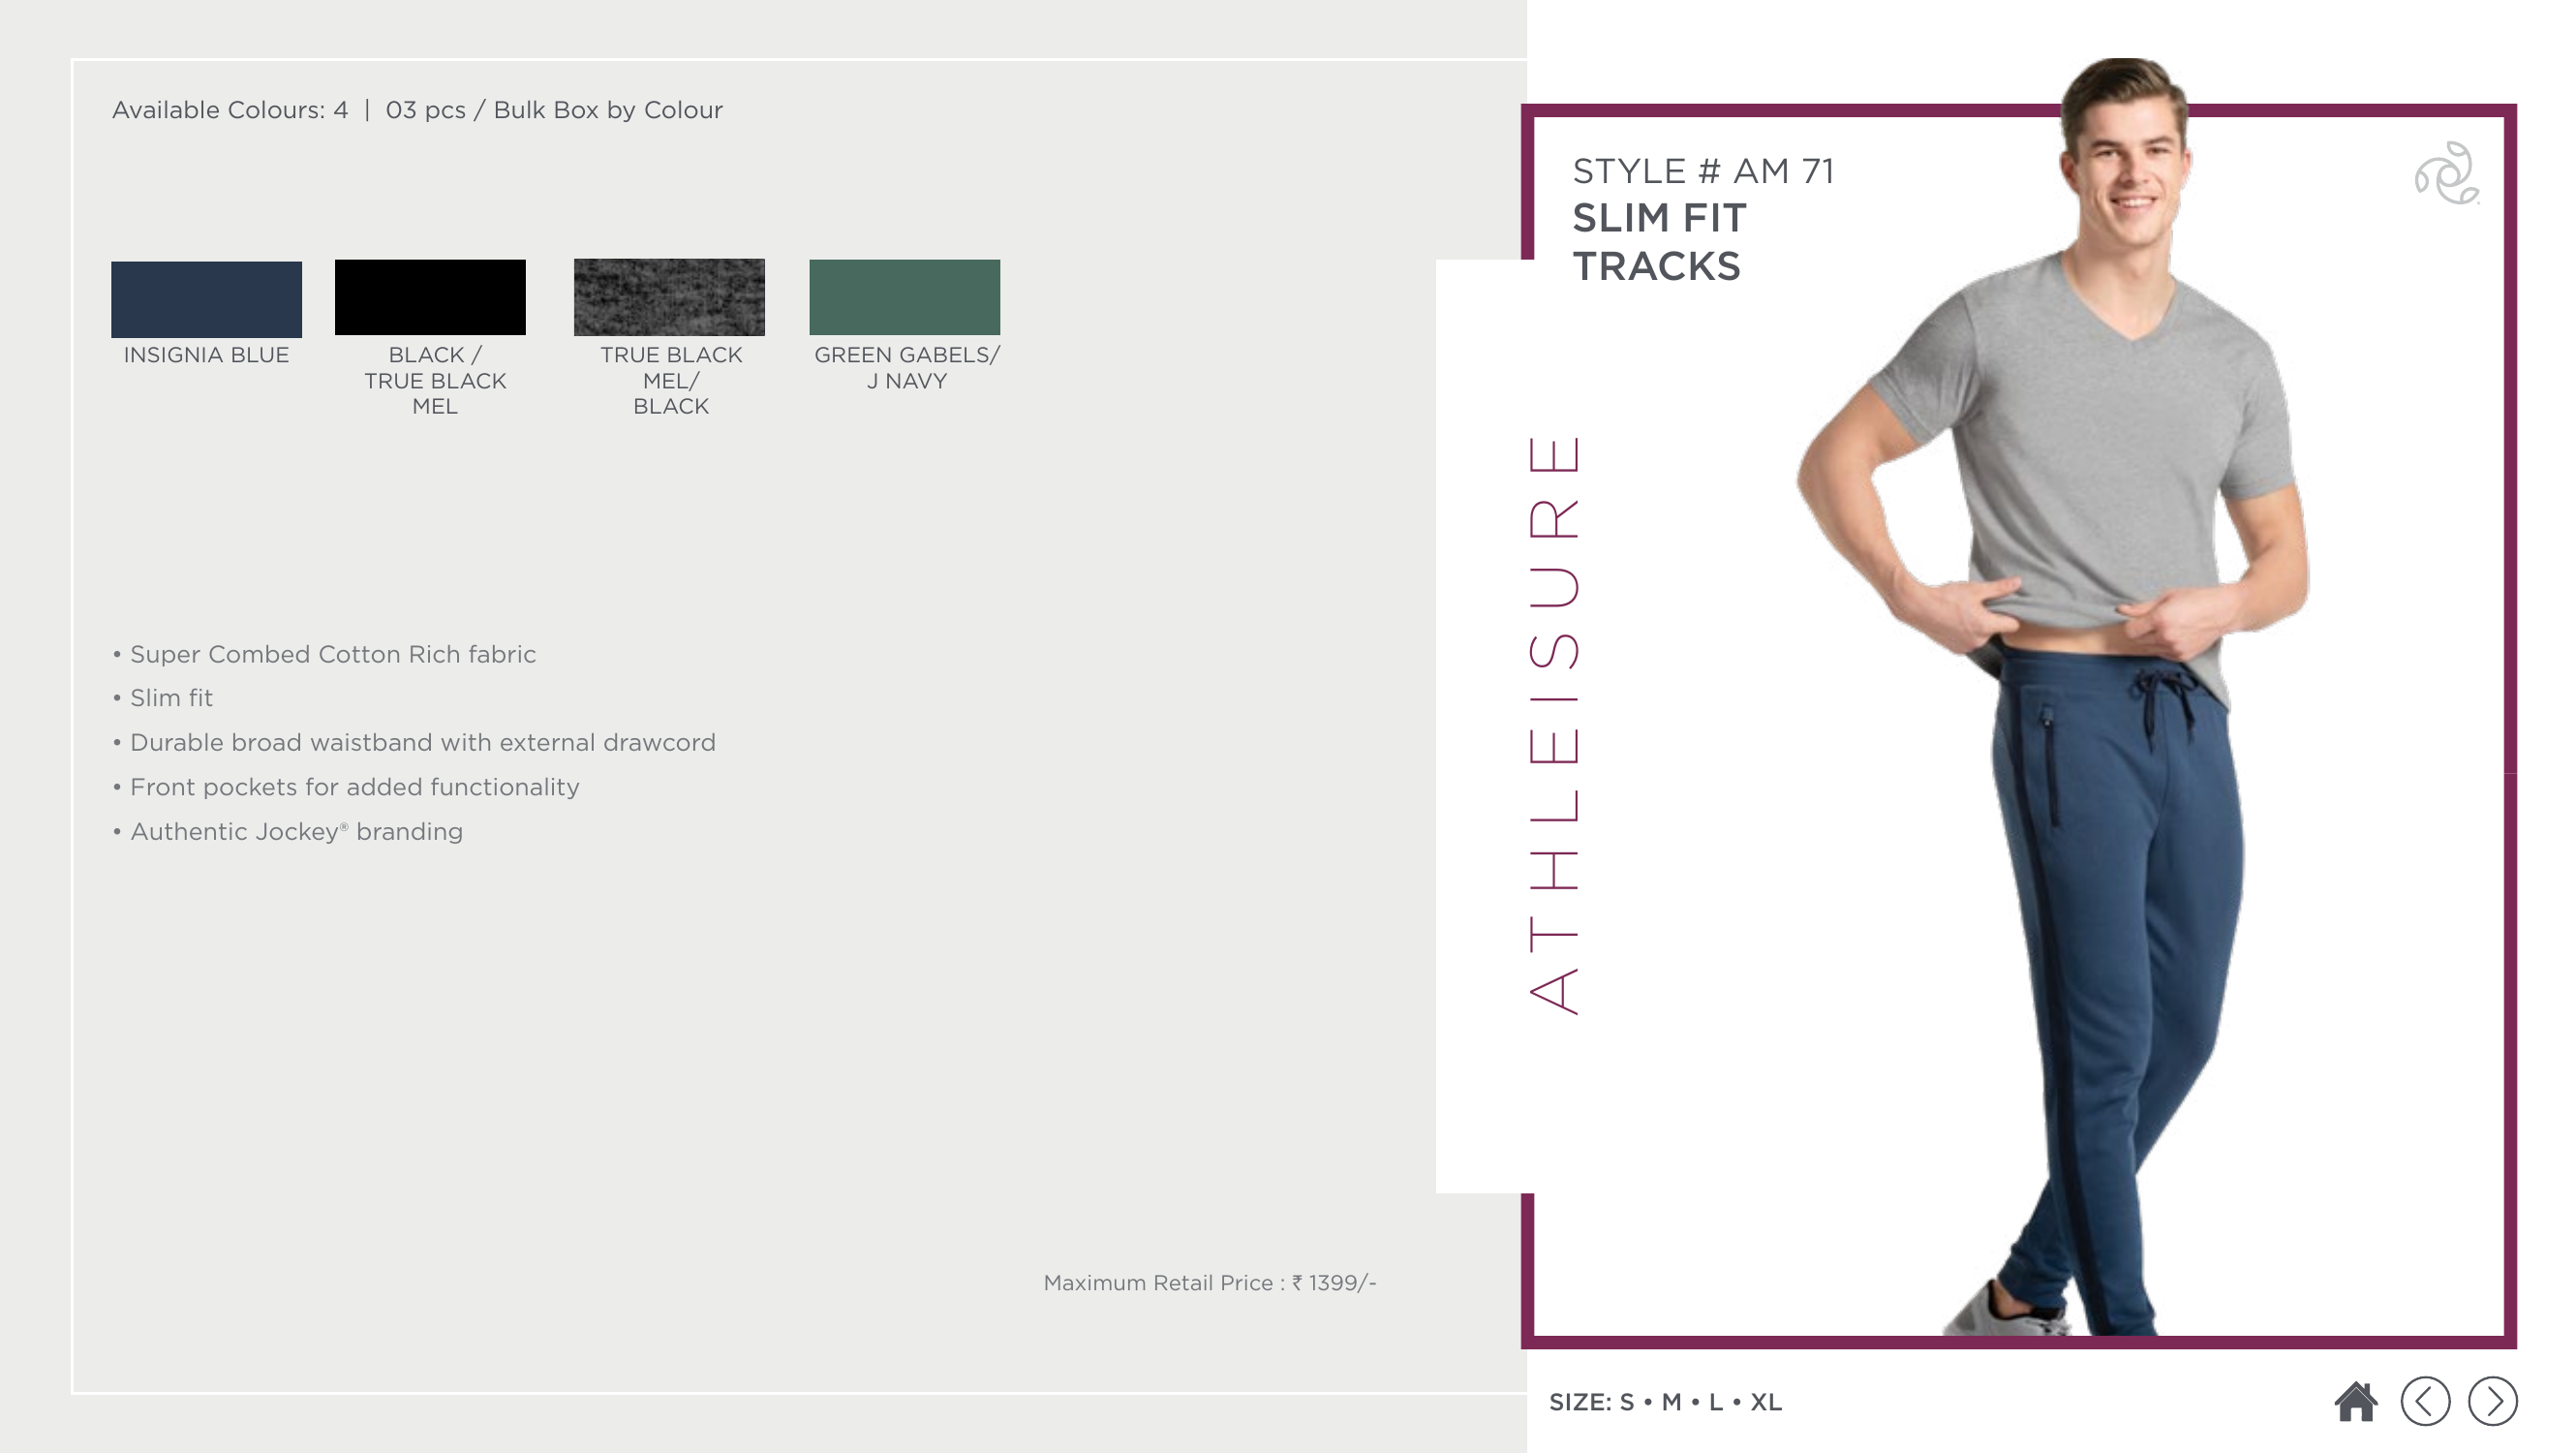 Available Colours: 4 | 03 pcs / Bulk Box by Colour
INSIGNIA BLUE
BLACK /
TRUE BLACK
MEL
TRUE BLACK
MEL/
BLACK
GREEN GABELS/
J NAVY
• Super Combed Cotton Rich fabric
• Slim fit
• Durable broad waistband with external drawcord
• Front pockets for added functionality
• Authentic Jockey® branding
Maximum Retail Price : ₹ 1399/-
STYLE # AM 71
SLIM FIT
TRACKS
ATHLEISURE
SIZE: S • M • L • XL